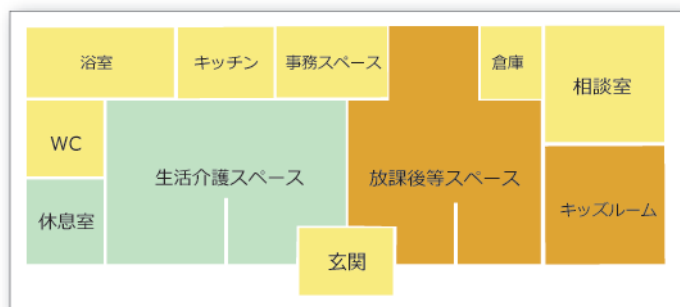 浴室
キッチン
事務スペース
倉庫
相談室
WC
生活介護スペース
放課後等スペース
休息室
キッズルーム
玄関